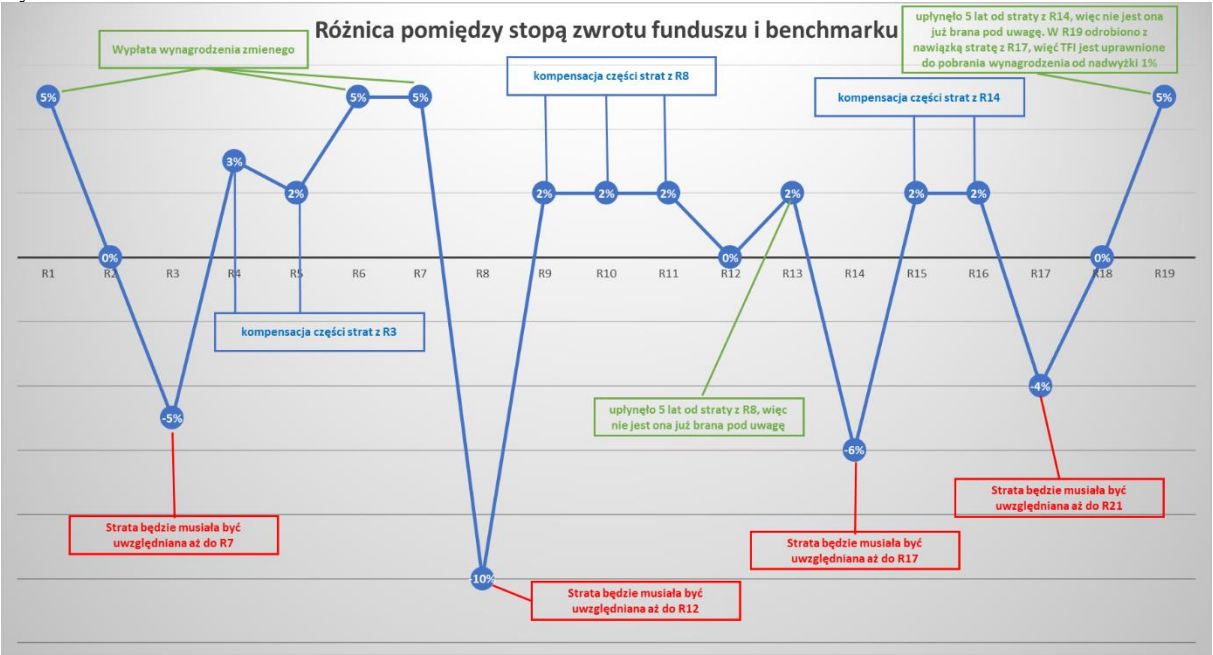 Różnica pomiędzy stopą zwrotu funduszu i benchmarku
Wypłata wynagrodzenia zmienego
kompensacja części strat z R8
kompensacja części strat z R14
upłynęło 5 lat od straty z R14, więc nie jest ona
już brana pod uwagę. W R19 odrobiono z
nawiązką stratę z R17, więć TFI jest uprawnione
do pobrania wynagrodzenia od nadwyżki 1%
5%
0%
-5%
3%
2%
5%
5%
-10%
2%
2%
2%
0%
2%
-6%
2%
2%
-4%
0%
5%
R1
R2
R3
R4
R5
R6
R7
R8
R9
R10
R11
R12
R13
R14
R15
R16
R17
R18
R19
kompensacja części strat z R3
upłynęło 5 lat od straty z R8, więc
nie jest ona już brana pod uwagę
Strata będzie musiała być
uwzględniana aż do R7
Strata będzie musiała być
uwzględniana aż do R12
Strata będzie musiała być
uwzględniana aż do R17
Strata będzie musiała być
uwzględniana aż do R21